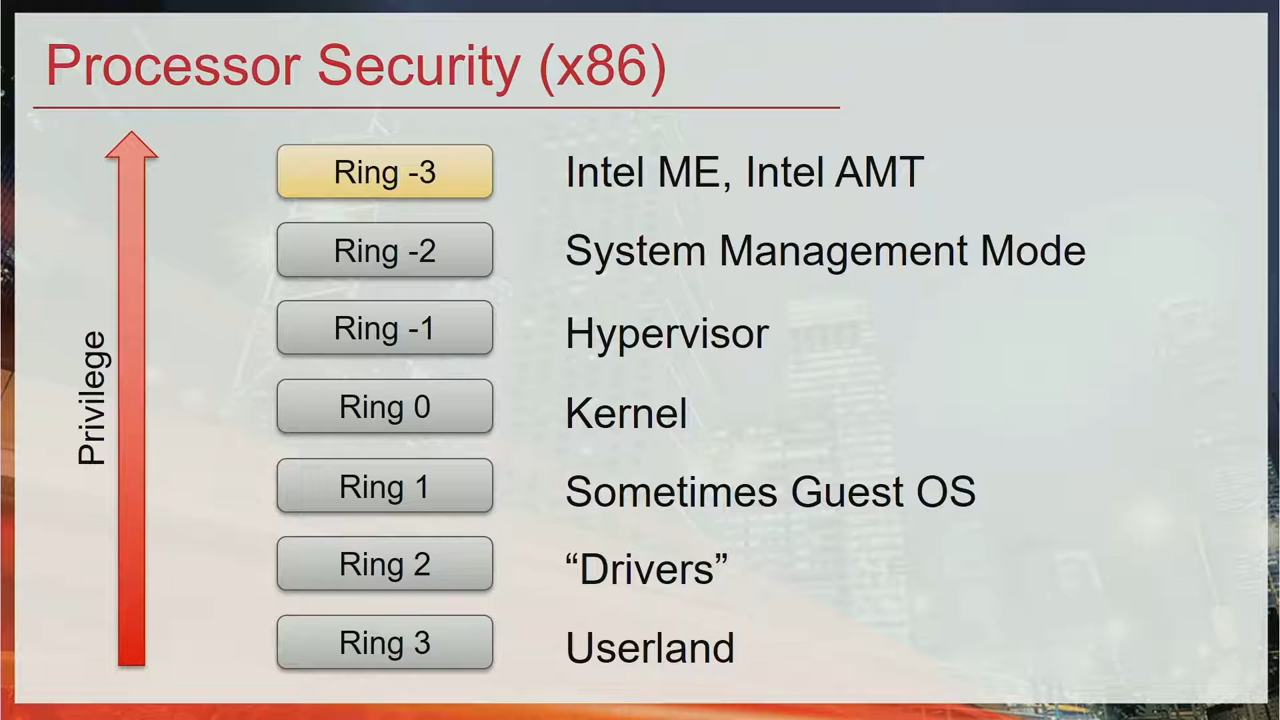 Processor Security (x86)
Privilege
Ring -3 Intel ME, Intel AMT
Ring -2 System Management Mode
Ring -1 Hypervisor
Ring 0 Kernel
Ring 1 Sometimes Guest OS
Ring 2 “Drivers”
Ring 3 Userland